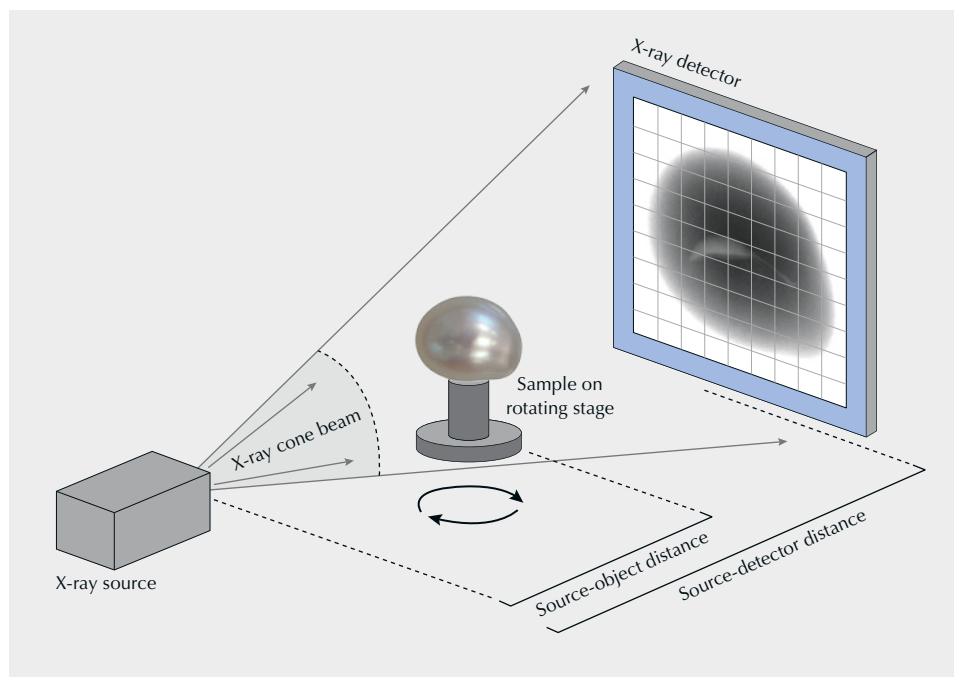 X-ray detector
Sample on
rotating stage
X-ray cone beam
X-ray source
Source-object distance
Source-detector distance